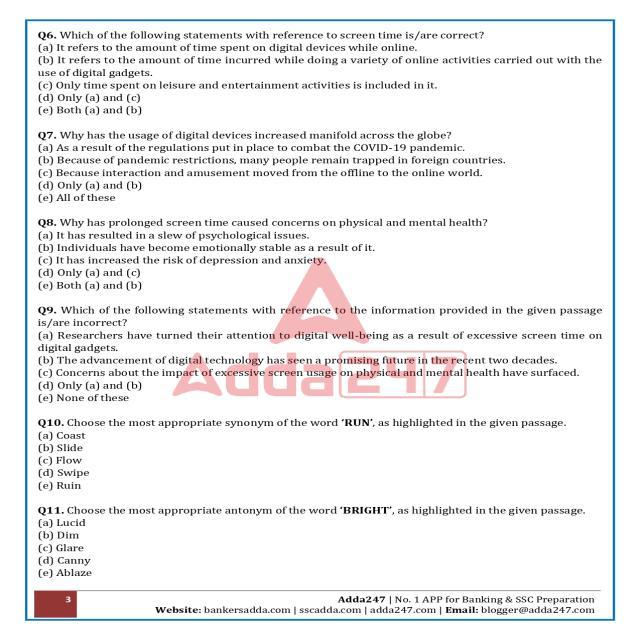 Q6. Which of the following statements with reference to screen time is/are correct?
(a) It refers to the amount of time spent on digital devices while online.
(b) It refers to the amount of time incurred while doing a variety of online activities carried out with the
use of digital gadgets.
(c) Only time spent on leisure and entertainment activities is included in it.
(d) Only (a) and (c)
(e) Both (a) and (b)
Q7. Why has the usage of digital devices increased manifold across the globe?
(a) As a result of the regulations put in place to combat the COVID-19 pandemic.
(b) Because of pandemic restrictions, many people remain trapped in foreign countries.
(c) Because interaction and amusement moved from the offline to the online world.
(d) Only (a) and (b)
(e) All of these
Q8. Why has prolonged screen time caused concerns on physical and mental health?
(a) It has resulted in a slew of psychological issues.
(b) Individuals have become emotionally stable as a result of it.
(c) It has increased the risk of depression and anxiety.
(d) Only (a) and (c)
(e) Both (a) and (b)
Q9. Which of the following statements with reference to the information provided in the given passage
is/are incorrect?
(a) Researchers have turned their attention to digital well-being as a result of excessive screen time on
digital gadgets.
(b) The advancement of digital technology has seen a promising future in the recent two decades.
(c) Concerns about the impact of excessive screen usage on physical and mental health have surfaced.
(d) Only (a) and (b)
(e) None of these
Adda247
Q10. Choose the most appropriate synonym of the word ‘RUN’, as highlighted in the given passage.
(a) Coast
(b) Slide
(c) Flow
(d) Swipe
(e) Ruin
Q11. Choose the most appropriate antonym of the word ‘BRIGHT’, as highlighted in the given passage.
(a) Lucid
(b) Dim
(c) Glare
(d) Canny
(e) Ablaze
3 Adda247 | No. 1 APP for Banking & SSC Preparation
Website: bankersadda.com | sscadda.com | adda247.com | Email: blogger@adda247.com